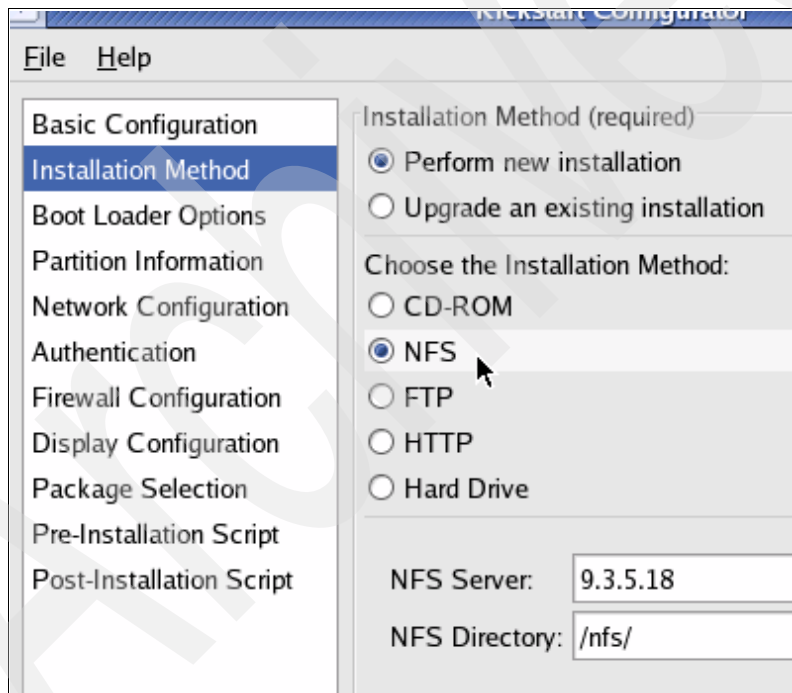 Kickstart Configurator
File Help
Basic Configuration
Installation Method
Boot Loader Options
Partition Information
Network Configuration
Authentication
Firewall Configuration
Display Configuration
Package Selection
Pre-Installation Script
Post-Installation Script
Installation Method (required)
Perform new installation
Upgrade an existing installation
Choose the Installation Method:
CD-ROM
NFS
FTP
HTTP
Hard Drive
NFS Server: 9.3.5.18
NFS Directory: /nfs/